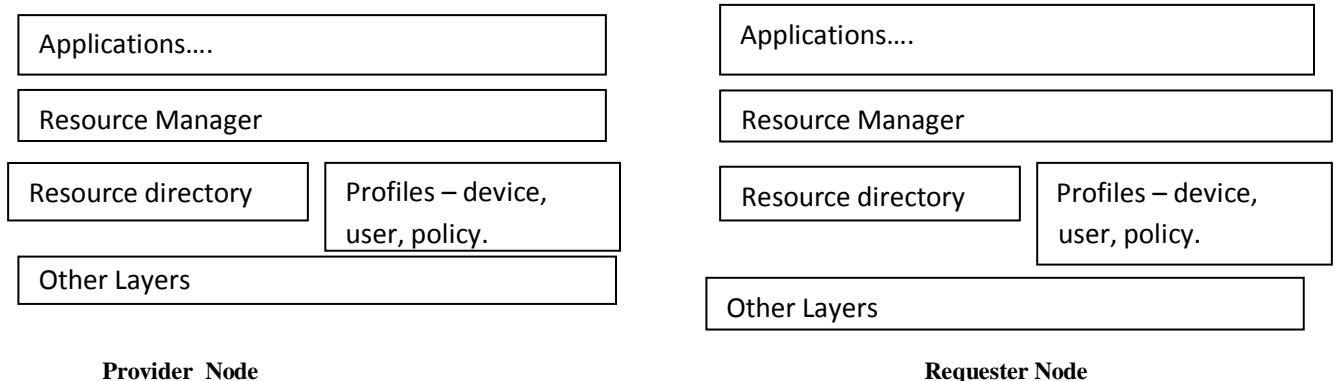 Applications….
Resource Manager
Resource directory
Profiles – device,
user, policy.
Other Layers
Provider Node
Applications….
Resource Manager
Resource directory
Profiles – device,
user, policy.
Other Layers
Requester Node